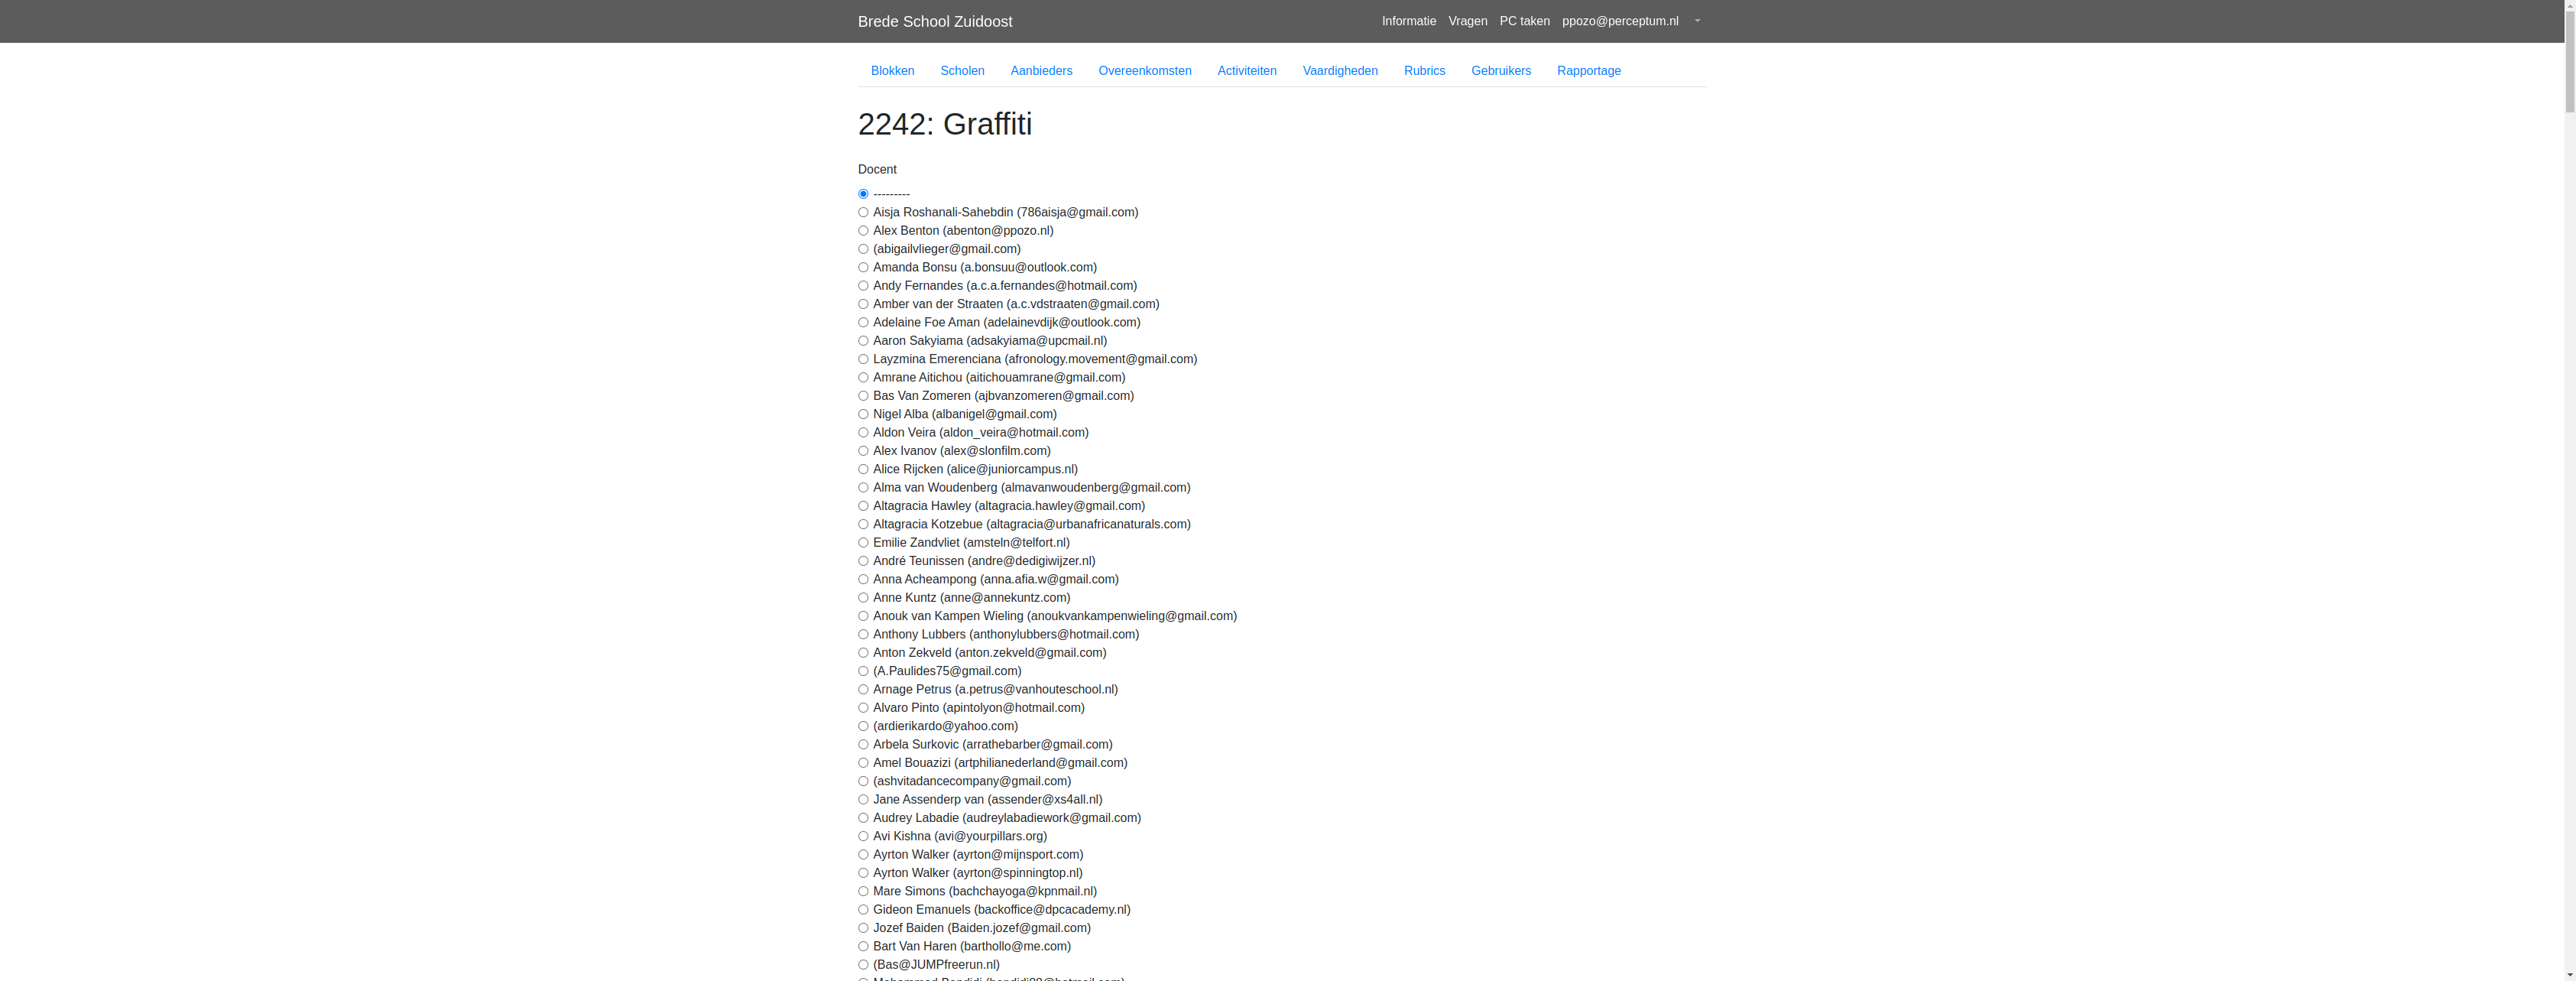 Brede School Zuidoost
Informatie Vragen PC taken ppozo@perceptum.nl
Blokken Scholen Aanbieders Overeenkomsten Activiteiten Vaardigheden Rubrics Gebruikers Rapportage
2242: Graffiti
Docent
---------
Aisja Roshanali-Sahebdin (786aisja@gmail.com)
Alex Benton (abenton@ppozo.nl)
(abigailvlieger@gmail.com)
Amanda Bonsu (a.bonsuu@outlook.com)
Andy Fernandes (a.c.a.fernandes@hotmail.com)
Amber van der Straaten (a.c.vdstraaten@gmail.com)
Adelaine Foe Aman (adelainevdijk@outlook.com)
Aaron Sakyiama (adsakyiama@upcmail.nl)
Layzmina Emerenciana (afronology.movement@gmail.com)
Amrane Aitichou (aitichouamrane@gmail.com)
Bas Van Zomeren (ajbvanzomeren@gmail.com)
Nigel Alba (albanigel@gmail.com)
Aldon Veira (aldon_veira@hotmail.com)
Alex Ivanov (alex@slonfilm.com)
Alice Rijcken (alice@juniorcampus.nl)
Alma van Woudenberg (almavanwoudenberg@gmail.com)
Altagracia Hawley (altagracia.hawley@gmail.com)
Altagracia Kotzebue (altagracia@urbanafricanaturals.com)
Emilie Zandvliet (amsteln@telfort.nl)
André Teunissen (andre@dedigiwijzer.nl)
Anna Acheampong (anna.afia.w@gmail.com)
Anne Kuntz (anne@annekuntz.com)
Anouk van Kampen Wieling (anoukvankampenwieling@gmail.com)
Anthony Lubbers (anthonylubbers@hotmail.com)
Anton Zekveld (anton.zekveld@gmail.com)
(A.Paulides75@gmail.com)
Arnage Petrus (a.petrus@vanhouteschool.nl)
Alvaro Pinto (apintolyon@hotmail.com)
(ardierikardo@yahoo.com)
Arbela Surkovic (arrathebarber@gmail.com)
Amel Bouazizi (artphilianederland@gmail.com)
(ashvitadancecompany@gmail.com)
Jane Assenderp van (assender@xs4all.nl)
Audrey Labadie (audreylabadiework@gmail.com)
Avi Kishna (avi@yourpillars.org)
Ayrton Walker (ayrton@mijnsport.com)
Ayrton Walker (ayrton@spinningtop.nl)
Mare Simons (bachchayoga@kpnmail.nl)
Gideon Emanuels (backoffice@dpcacademy.nl)
Jozef Baiden (Baiden.jozef@gmail.com)
Bart Van Haren (barthollo@me.com)
(Bas@JUMPfreerun.nl)